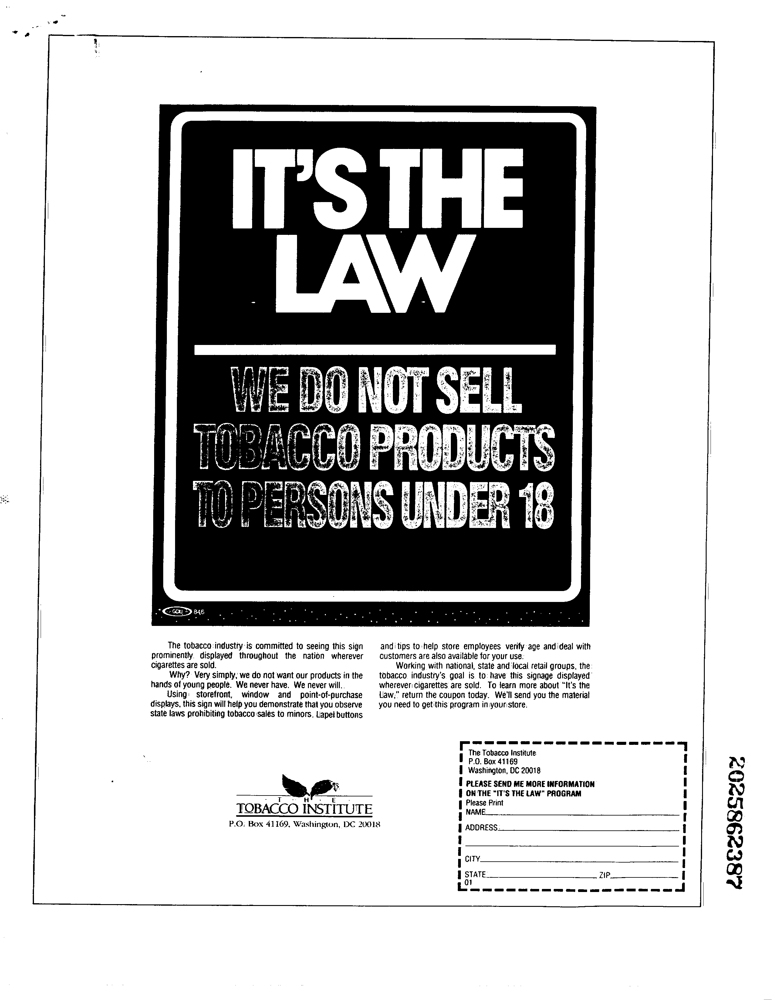 IT'S THE
LAW
WE DO NOT SELL
TOBACCO PRODUCTS
TO PERSONS UNDER 18
The tobacco industry is committed to seeing this sign
prominently displayed throughout the nation wherever
cigarettes are sold.
Why? Very simply, we do not want our products in the
hands of young people. We never have. We never will.
Using storefront, window and point-of-purchase
displays, this sign will help you demonstrate that you observe
state laws prohibiting tobacco sales to minors. Lapel buttons
and tips to help store employees verify age and deal with
customers are also available for your use.
Working with national, state and local retail groups, the
tobacco industry's goal is to have this signage displayed
wherever cigarettes are sold. To learn more about "It's the
Law," return the coupon today. We'll send you the material
you need to get this program in your store.
THE
TOBACCO INSTITUTE
P.O. Box 41169, Washington, DC 20018
The Tobacco Institute
P.O. Box 41169
Washington, DC 20018
PLEASE SEND ME MORE INFORMATION
ON THE "IT'S THE LAW" PROGRAM
Please Print
NAME
ADDRESS
CITY
STATE ZIP
01
2025862387